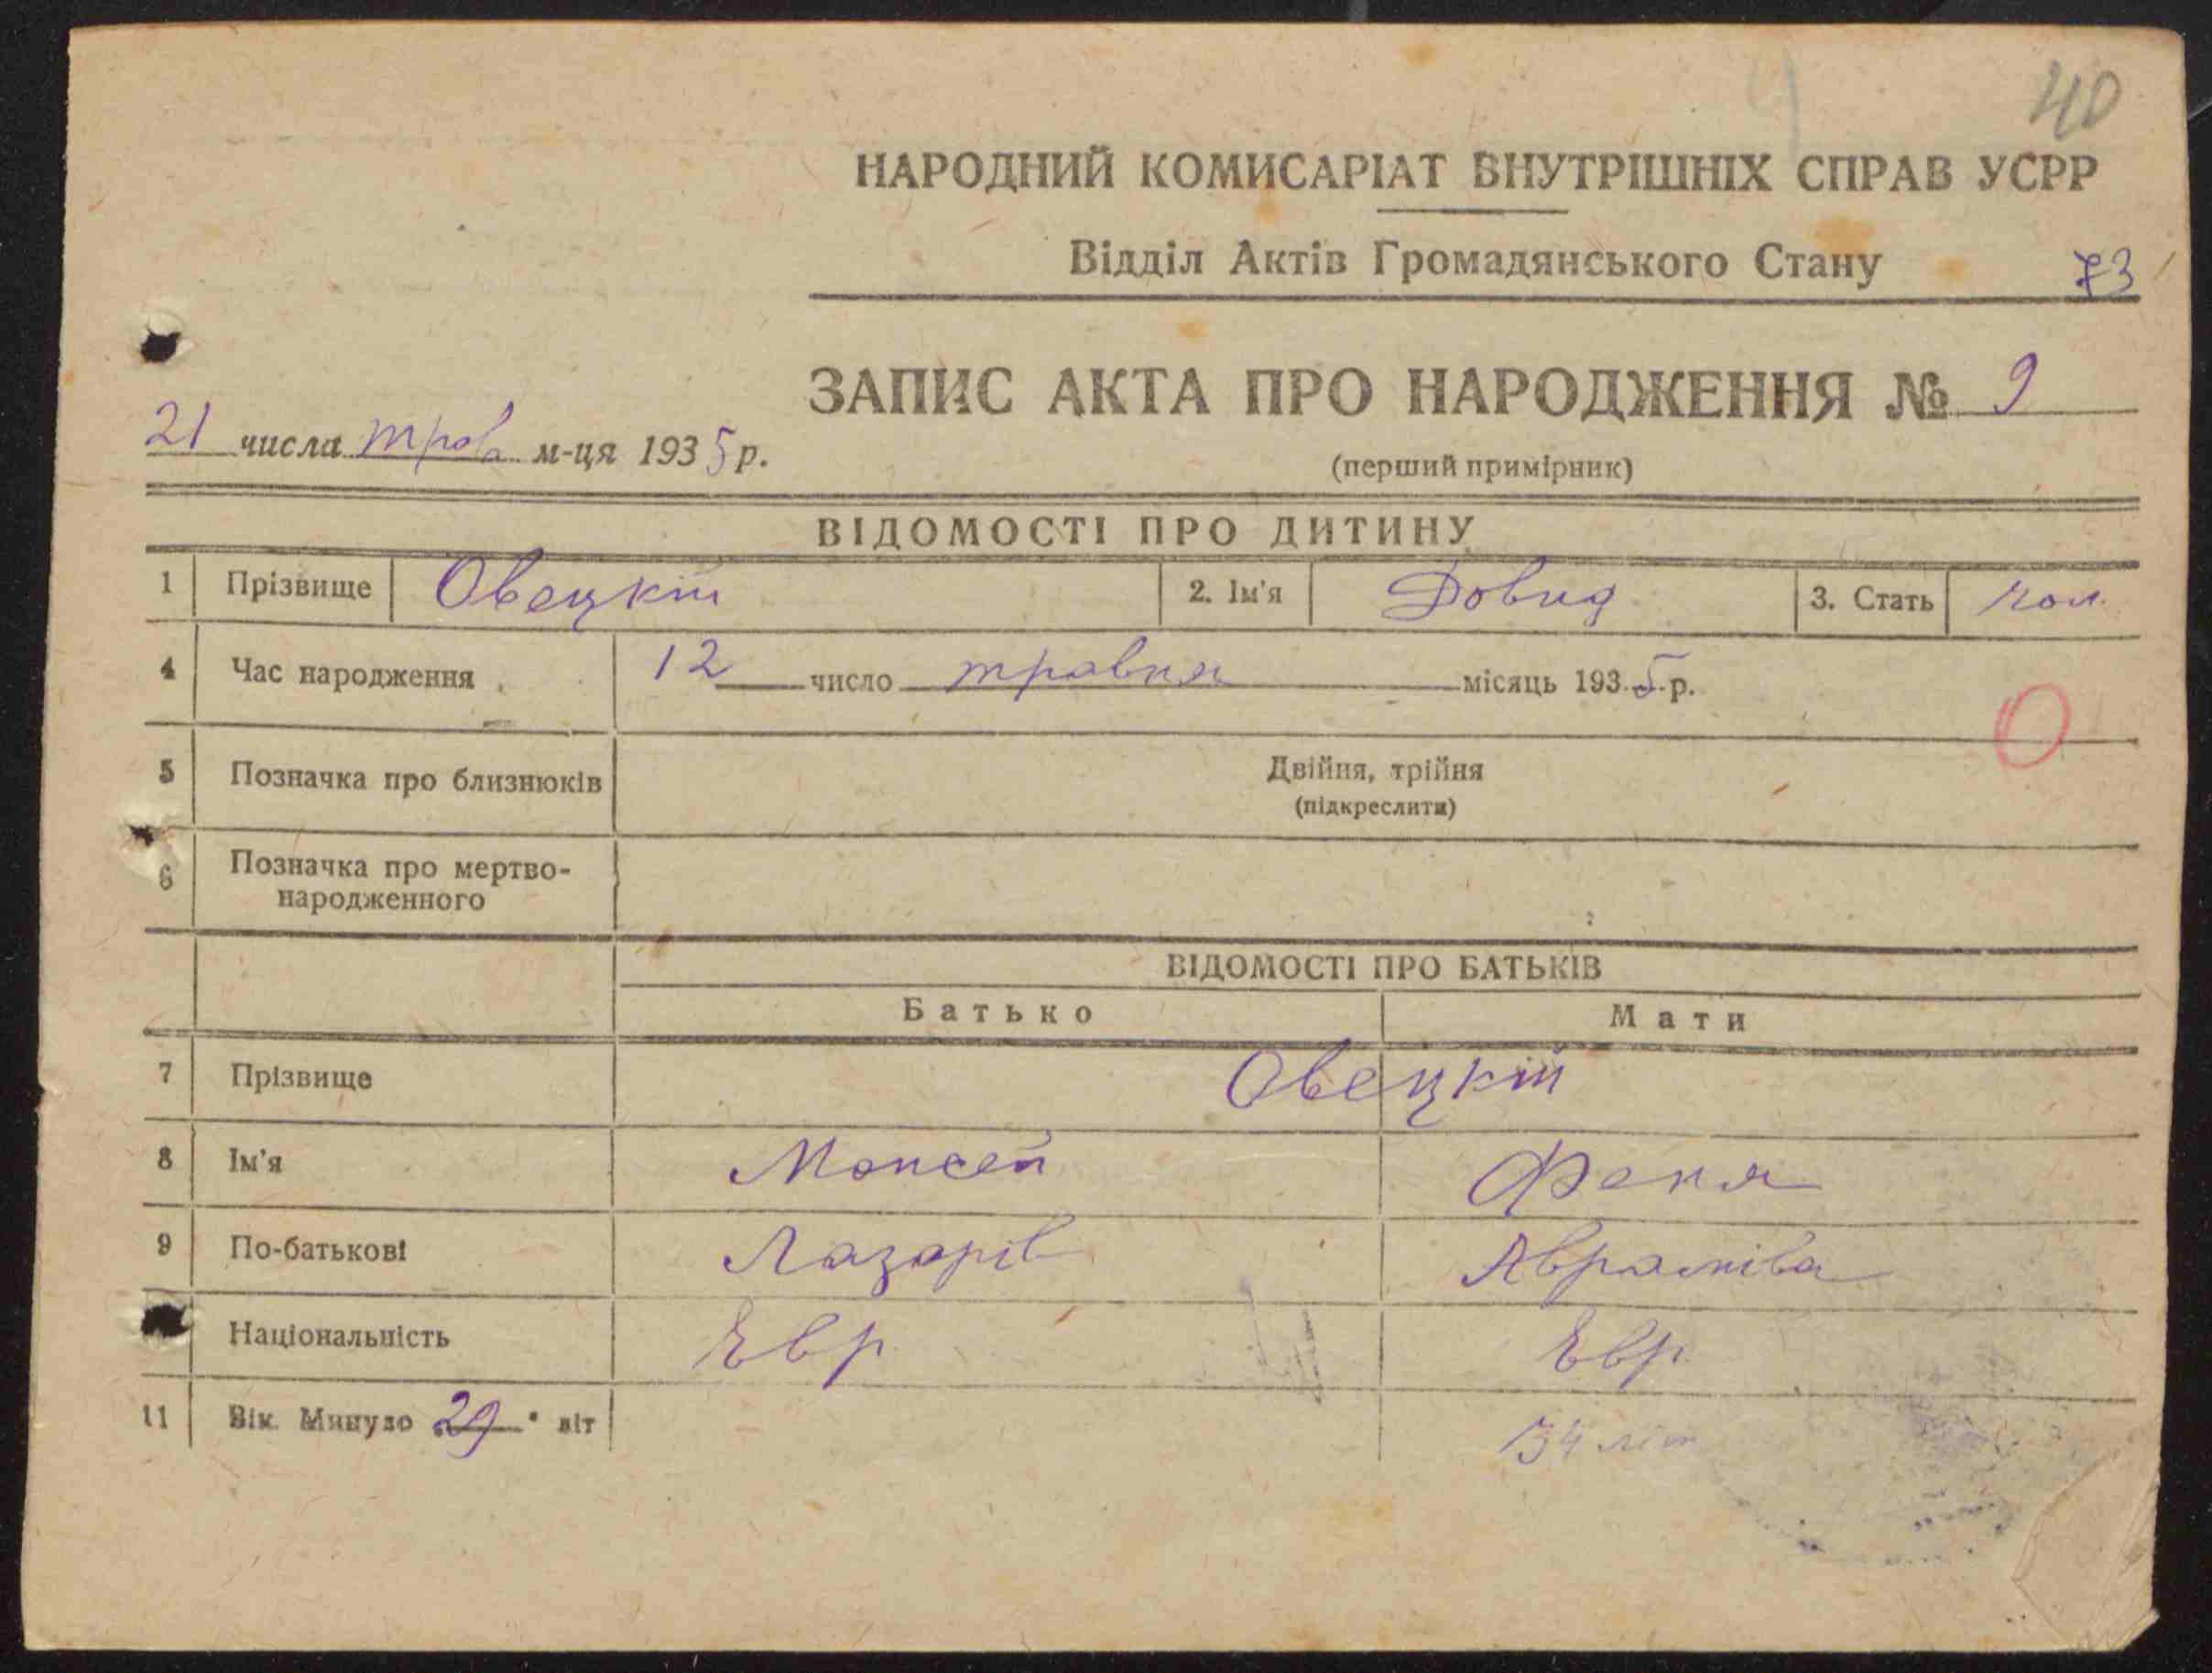 40
НАРОДНИЙ КОМИСАРІАТ ВНУТРІШНІХ СПРАВ УСРР
Відділ Актів Громадянського Стану 73
ЗАПИС АКТА ПРО НАРОДЖЕННЯ № 9
21 числа трав м-ця 1935 р.
(перший примірник)
ВІДОМОСТІ ПРО ДИТИНУ
1 Прізвище Овецкій 2. Ім'я Довид 3. Стать чол.
4 Час народження 12 число травня місяць 1935 р.
5 Позначка про близнюків Двійня, трійня
(підкреслити)
6 Позначка про мертво-
народженного
ВІДОМОСТІ ПРО БАТЬКІВ
Батько Мати
7 Прізвище Овецкій
8 Ім'я Мойсей Феня
9 По-батькові Лазарів Авраміва
Національність Евр. Евр.
11 Вік. Минуло 29 літ 34 літ